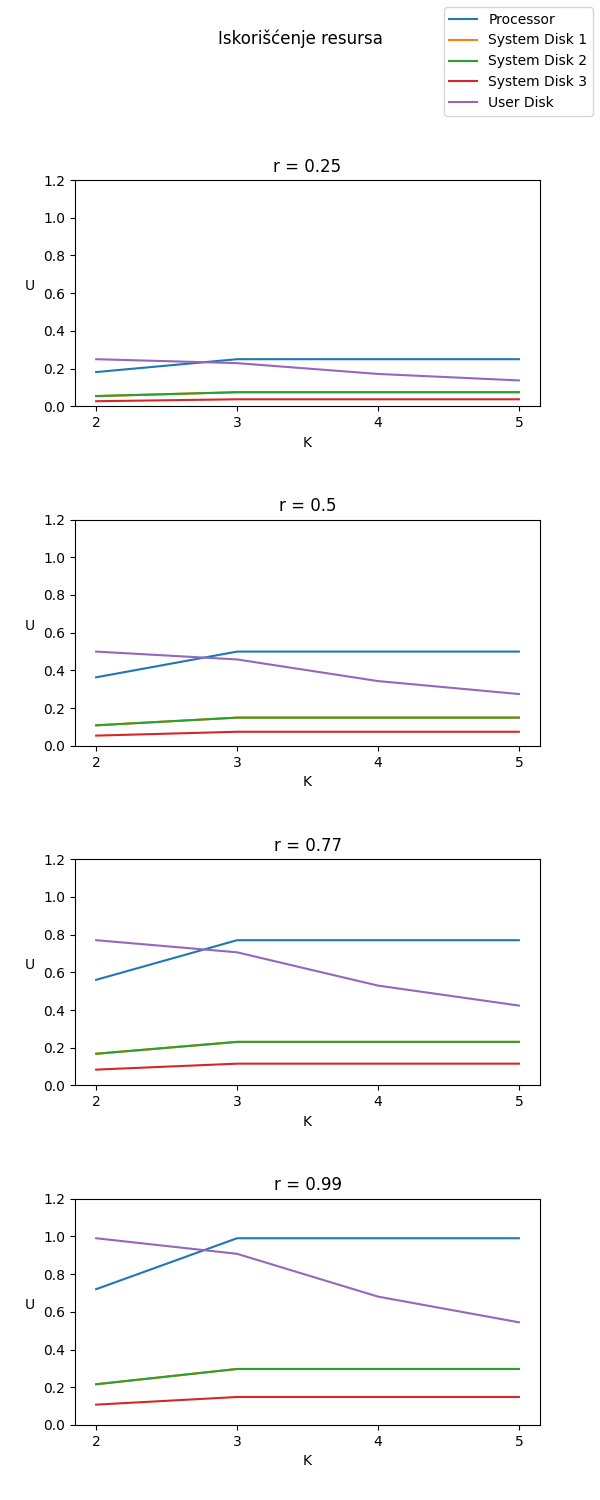 Iskorišćenje resursa
Processor
System Disk 1
System Disk 2
System Disk 3
User Disk
r = 0.25
1.2
1.0
0.8
0.6
0.4
0.2
0.0
U
2 3 4 5
K
r = 0.5
1.2
1.0
0.8
0.6
0.4
0.2
0.0
U
2 3 4 5
K
r = 0.77
1.2
1.0
0.8
0.6
0.4
0.2
0.0
U
2 3 4 5
K
r = 0.99
1.2
1.0
0.8
0.6
0.4
0.2
0.0
U
2 3 4 5
K